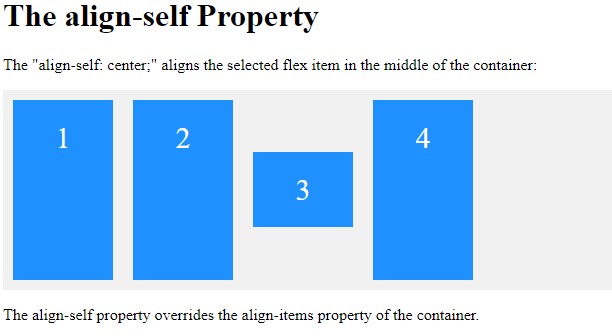 The align-self Property
The "align-self: center;" aligns the selected flex item in the middle of the container:
1 2 3 4
The align-self property overrides the align-items property of the container.